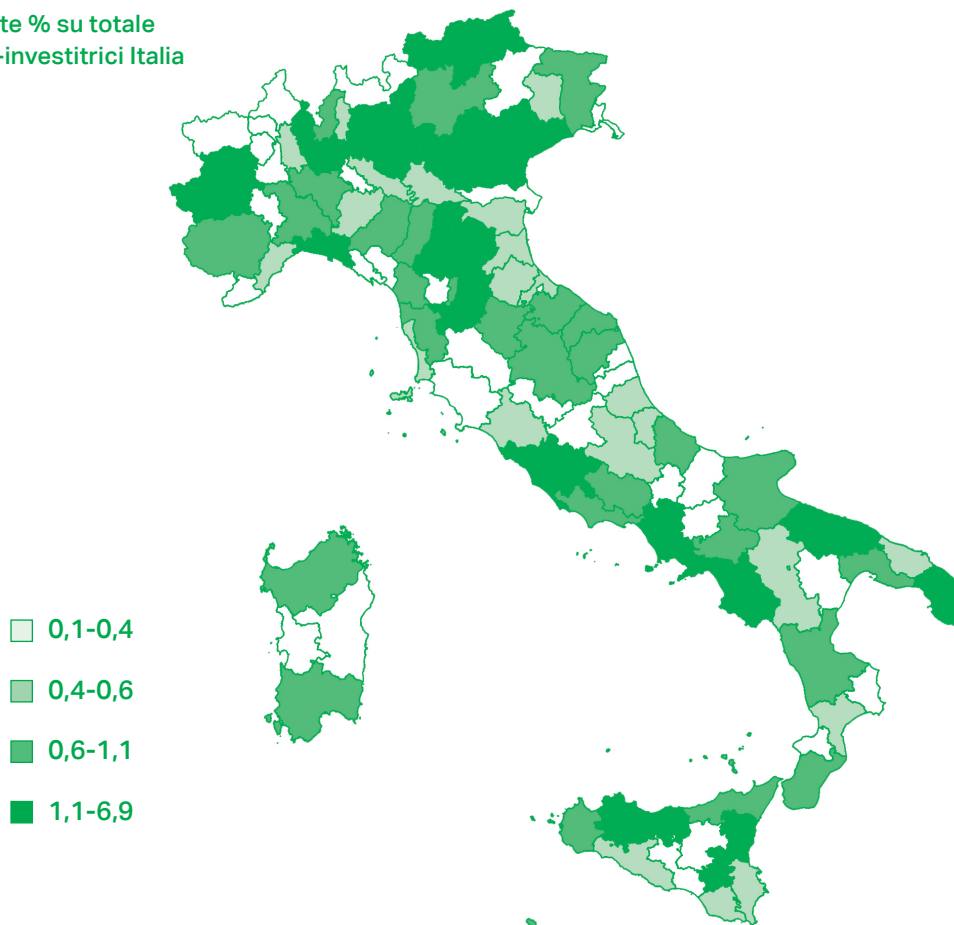 te % su totale
-investitrici Italia
0,1-0,4
0,4-0,6
0,6-1,1
1,1-6,9